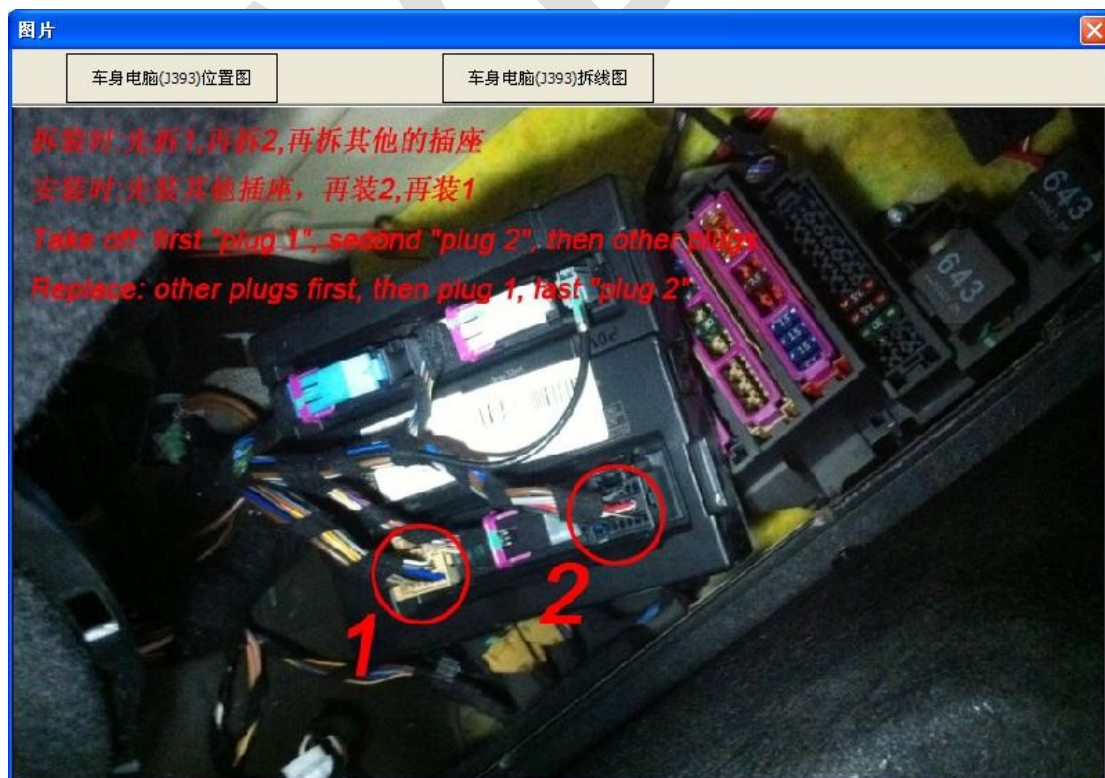 图片
车身电脑(J393)位置图
车身电脑(J393)拆线图
拆装时:先拆1,再拆2,再拆其他的插座
安装时:先装其他插座，再装2,再装1
Take off: first "plug 1", second "plug 2", then other plugs
Replace: other plugs first, then plug 1, last "plug 2"
643
643
1
2